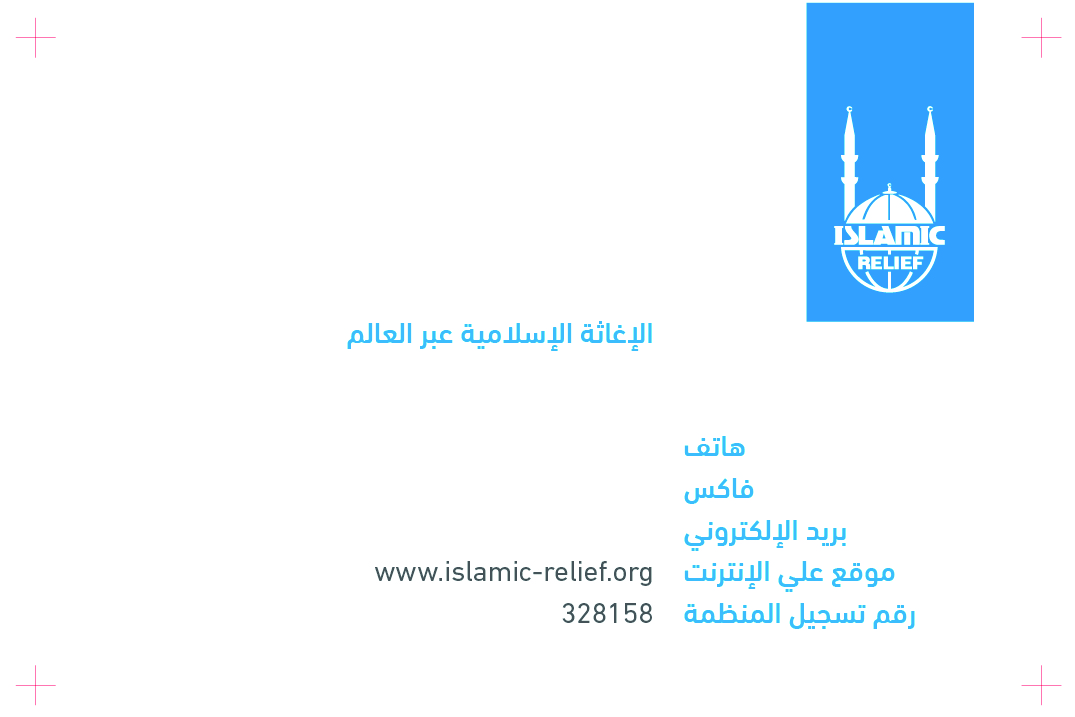 ISLAMIC
RELIEF
الإغاثة الإسلامية عبر العالم
هاتف
فاكس
بريد الإلكتروني
موقع علي الإنترنت www.islamic-relief.org
رقم تسجيل المنظمة 328158